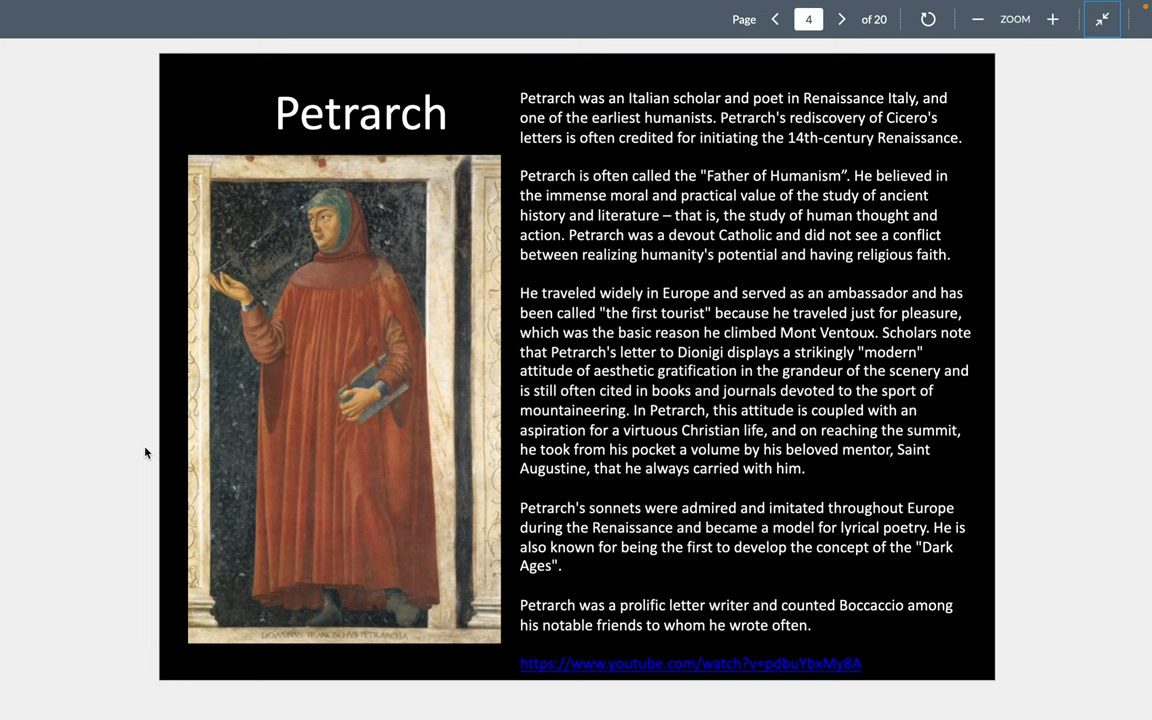 Page 4 of 20 ZOOM
Petrarch
Petrarch was an Italian scholar and poet in Renaissance Italy, and
one of the earliest humanists. Petrarch's rediscovery of Cicero's
letters is often credited for initiating the 14th-century Renaissance.
Petrarch is often called the "Father of Humanism”. He believed in
the immense moral and practical value of the study of ancient
history and literature – that is, the study of human thought and
action. Petrarch was a devout Catholic and did not see a conflict
between realizing humanity's potential and having religious faith.
He traveled widely in Europe and served as an ambassador and has
been called "the first tourist" because he traveled just for pleasure,
which was the basic reason he climbed Mont Ventoux. Scholars note
that Petrarch's letter to Dionigi displays a strikingly "modern"
attitude of aesthetic gratification in the grandeur of the scenery and
is still often cited in books and journals devoted to the sport of
mountaineering. In Petrarch, this attitude is coupled with an
aspiration for a virtuous Christian life, and on reaching the summit,
he took from his pocket a volume by his beloved mentor, Saint
Augustine, that he always carried with him.
Petrarch's sonnets were admired and imitated throughout Europe
during the Renaissance and became a model for lyrical poetry. He is
also known for being the first to develop the concept of the "Dark
Ages".
Petrarch was a prolific letter writer and counted Boccaccio among
his notable friends to whom he wrote often.
https://www.youtube.com/watch?v=pdbuYbxMy8A